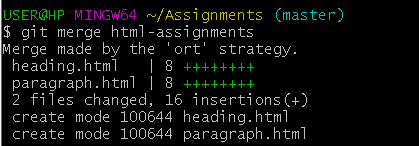 USER@HP MINGW64 ~/Assignments (master)
$ git merge html-assignments
Merge made by the 'ort' strategy.
 heading.html   | 8 ++++++++
 paragraph.html | 8 ++++++++
 2 files changed, 16 insertions(+)
 create mode 100644 heading.html
 create mode 100644 paragraph.html